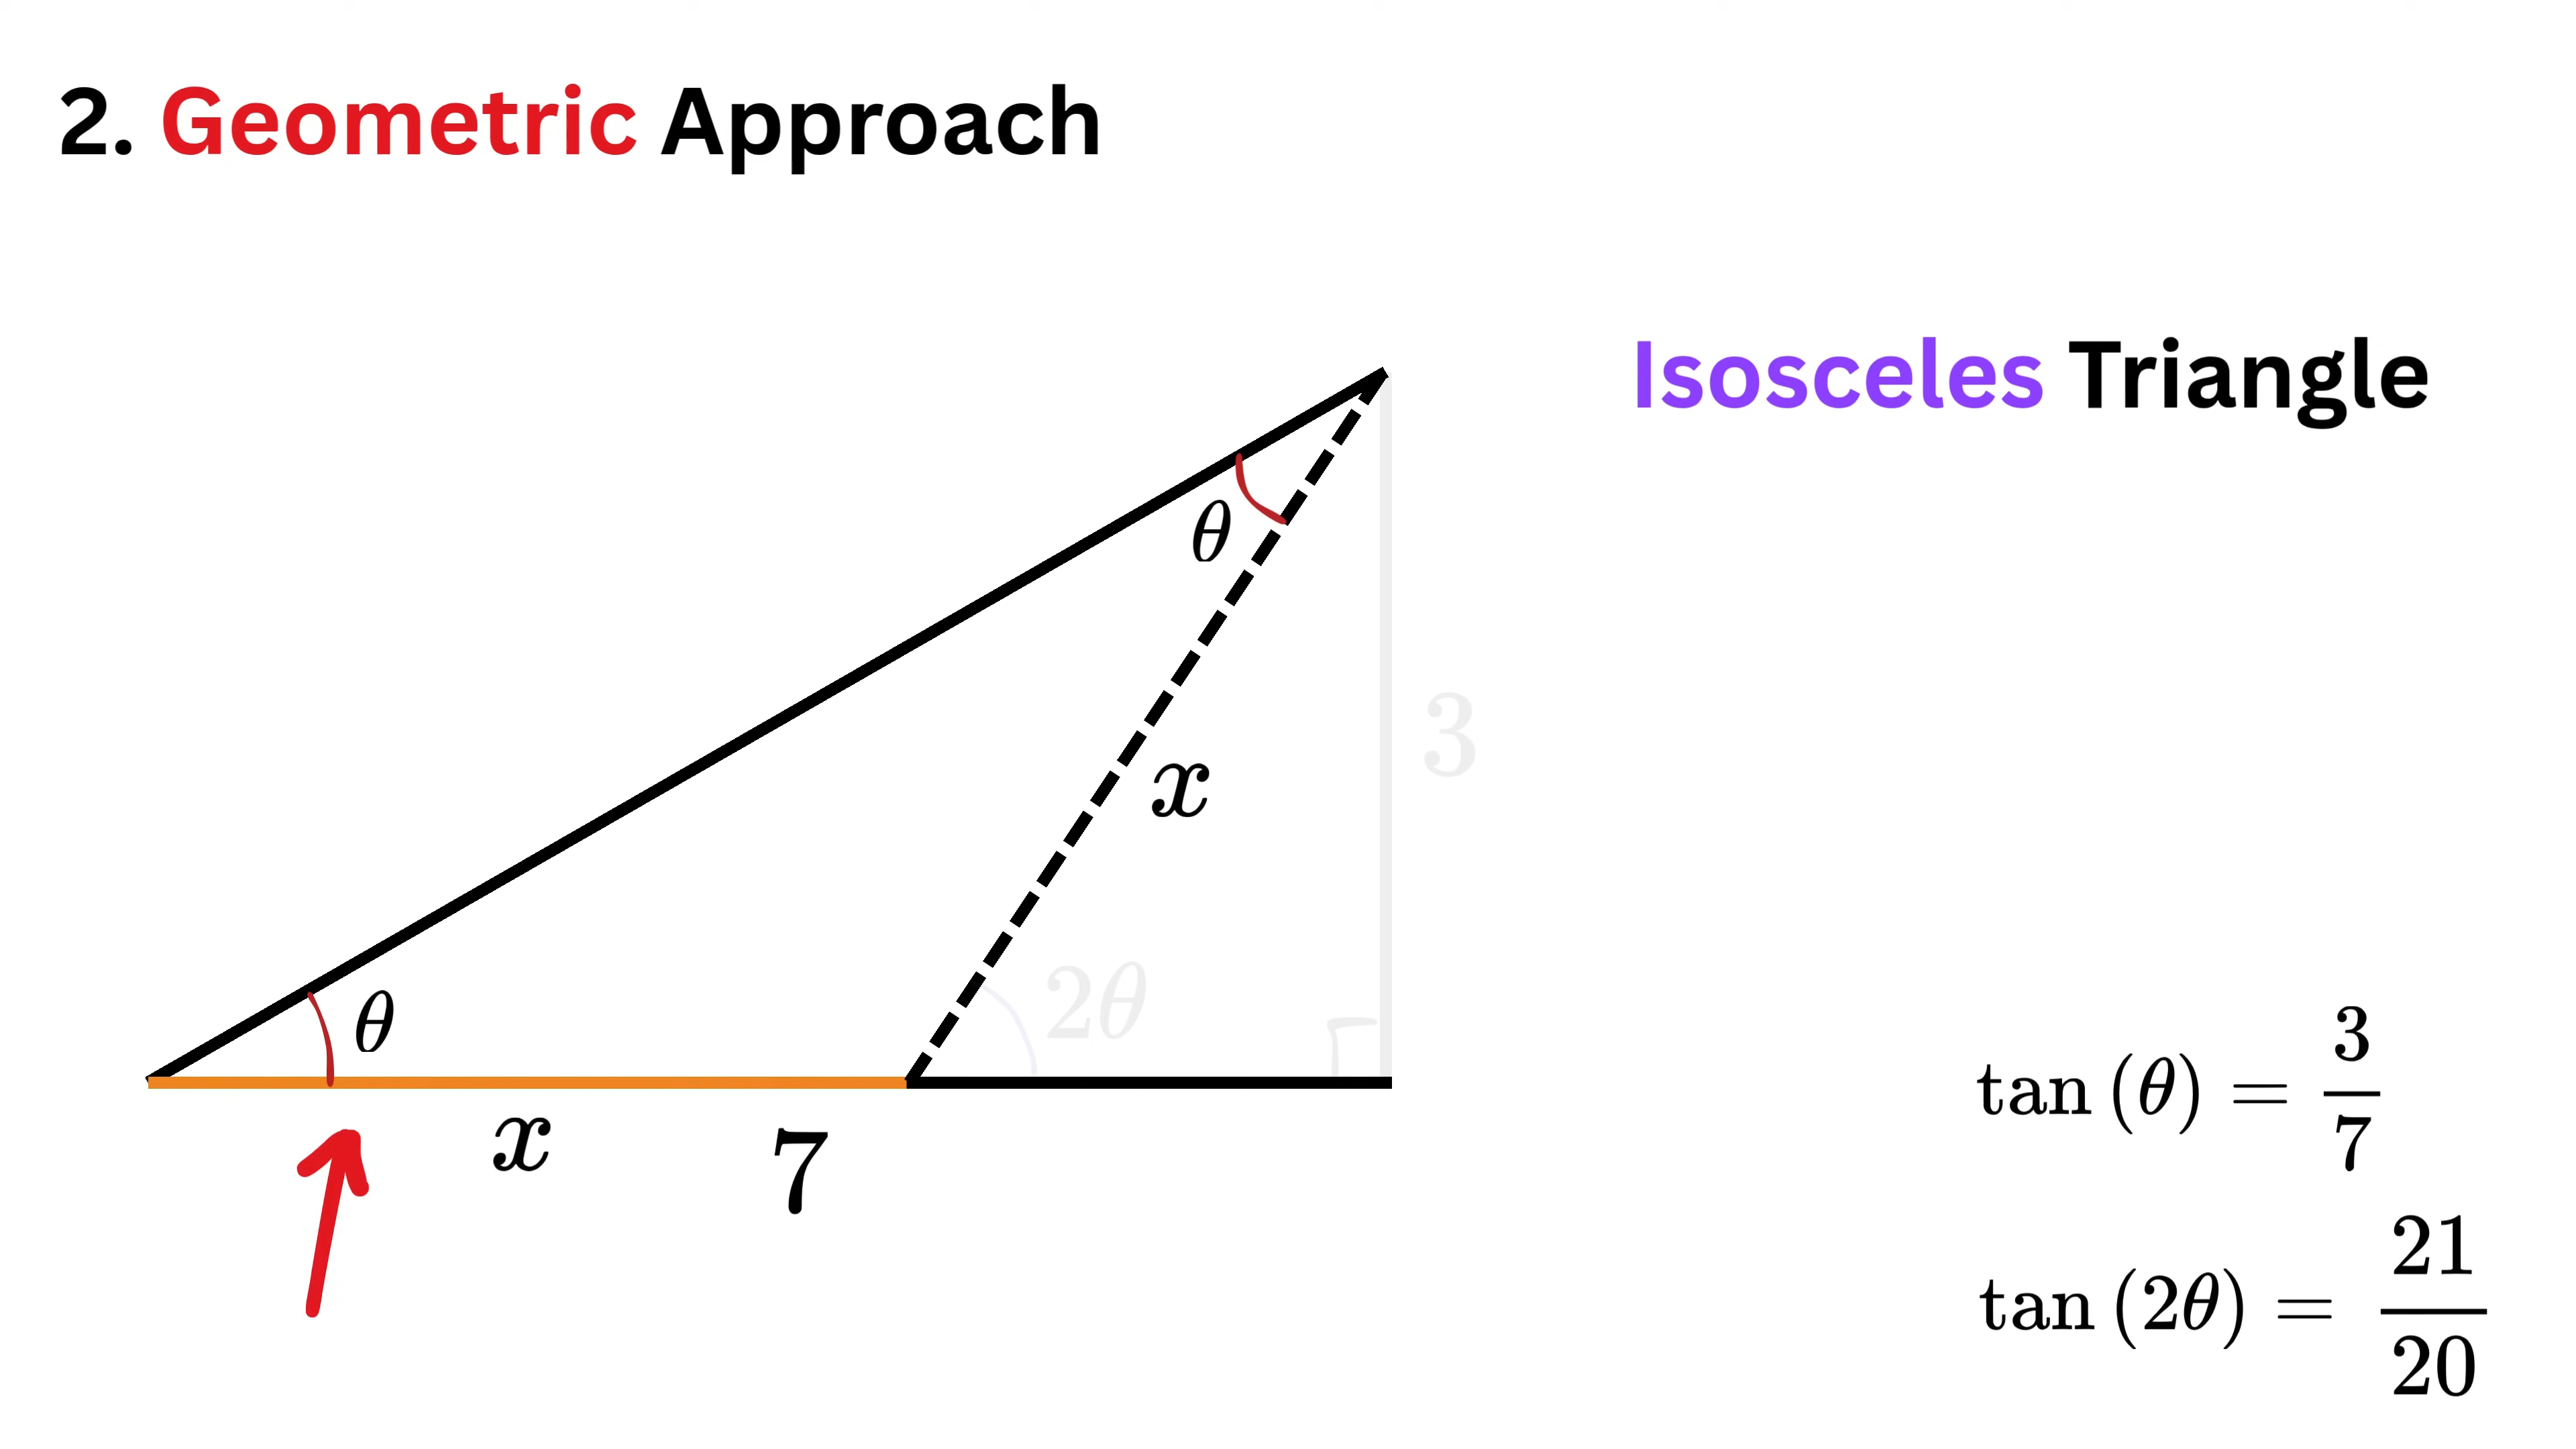 2. Geometric Approach
Isosceles Triangle
θ
x
3
2θ
θ
x
7
tan (θ) = 3/7
tan (2θ) = 21/20